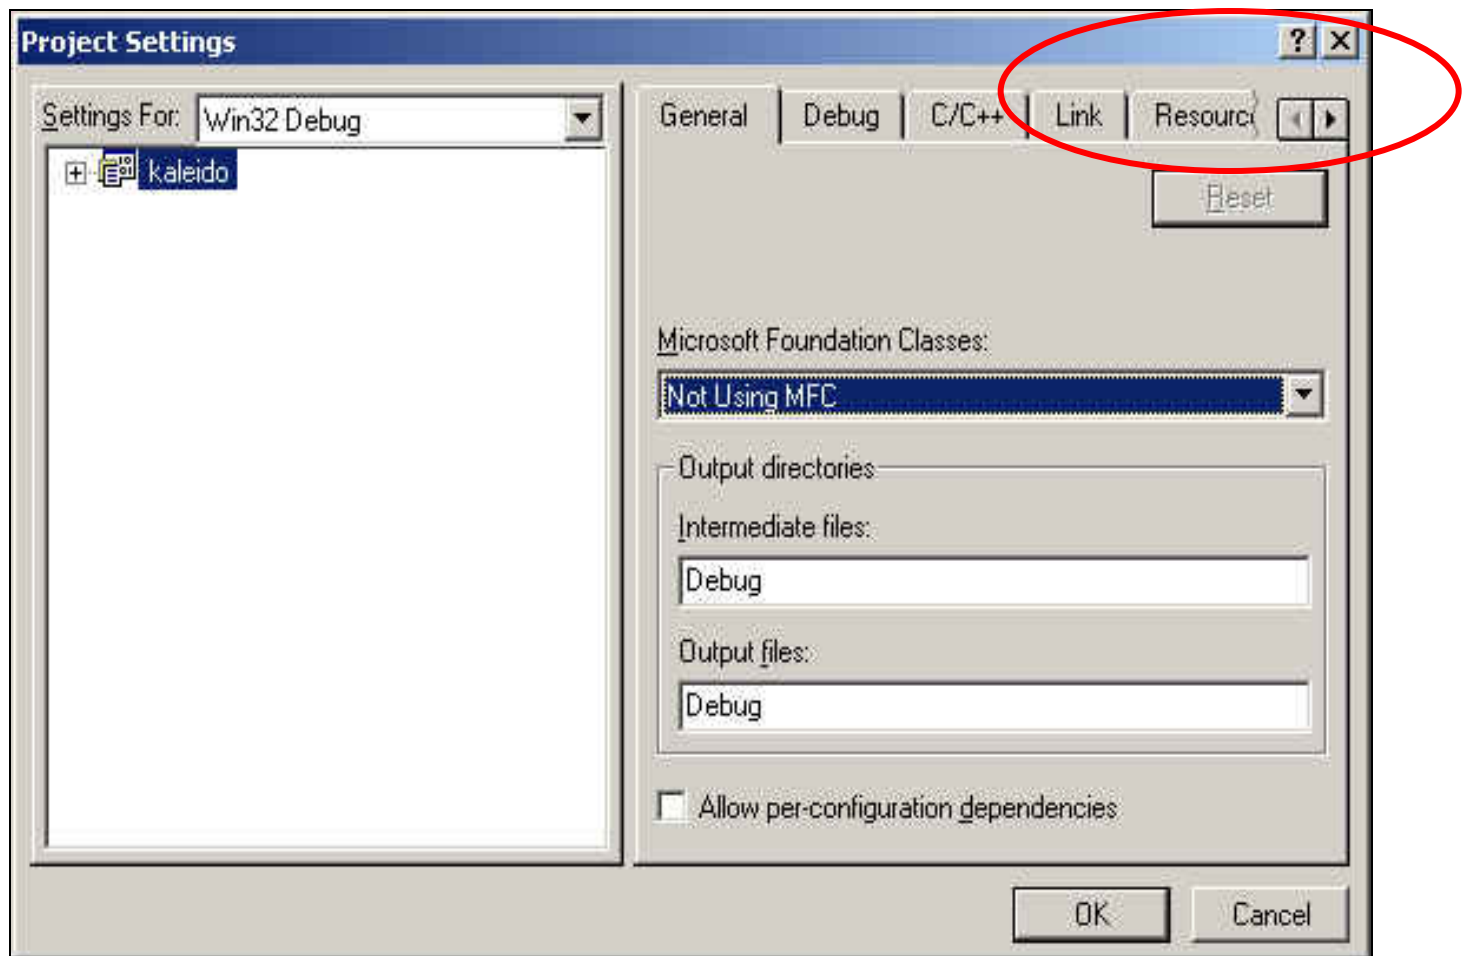 Project Settings
Settings For: Win32 Debug
kaleido
General Debug C/C++ Link Resourc
Reset
Microsoft Foundation Classes:
Not Using MFC
Output directories
Intermediate files:
Debug
Output files:
Debug
Allow per-configuration dependencies
OK Cancel